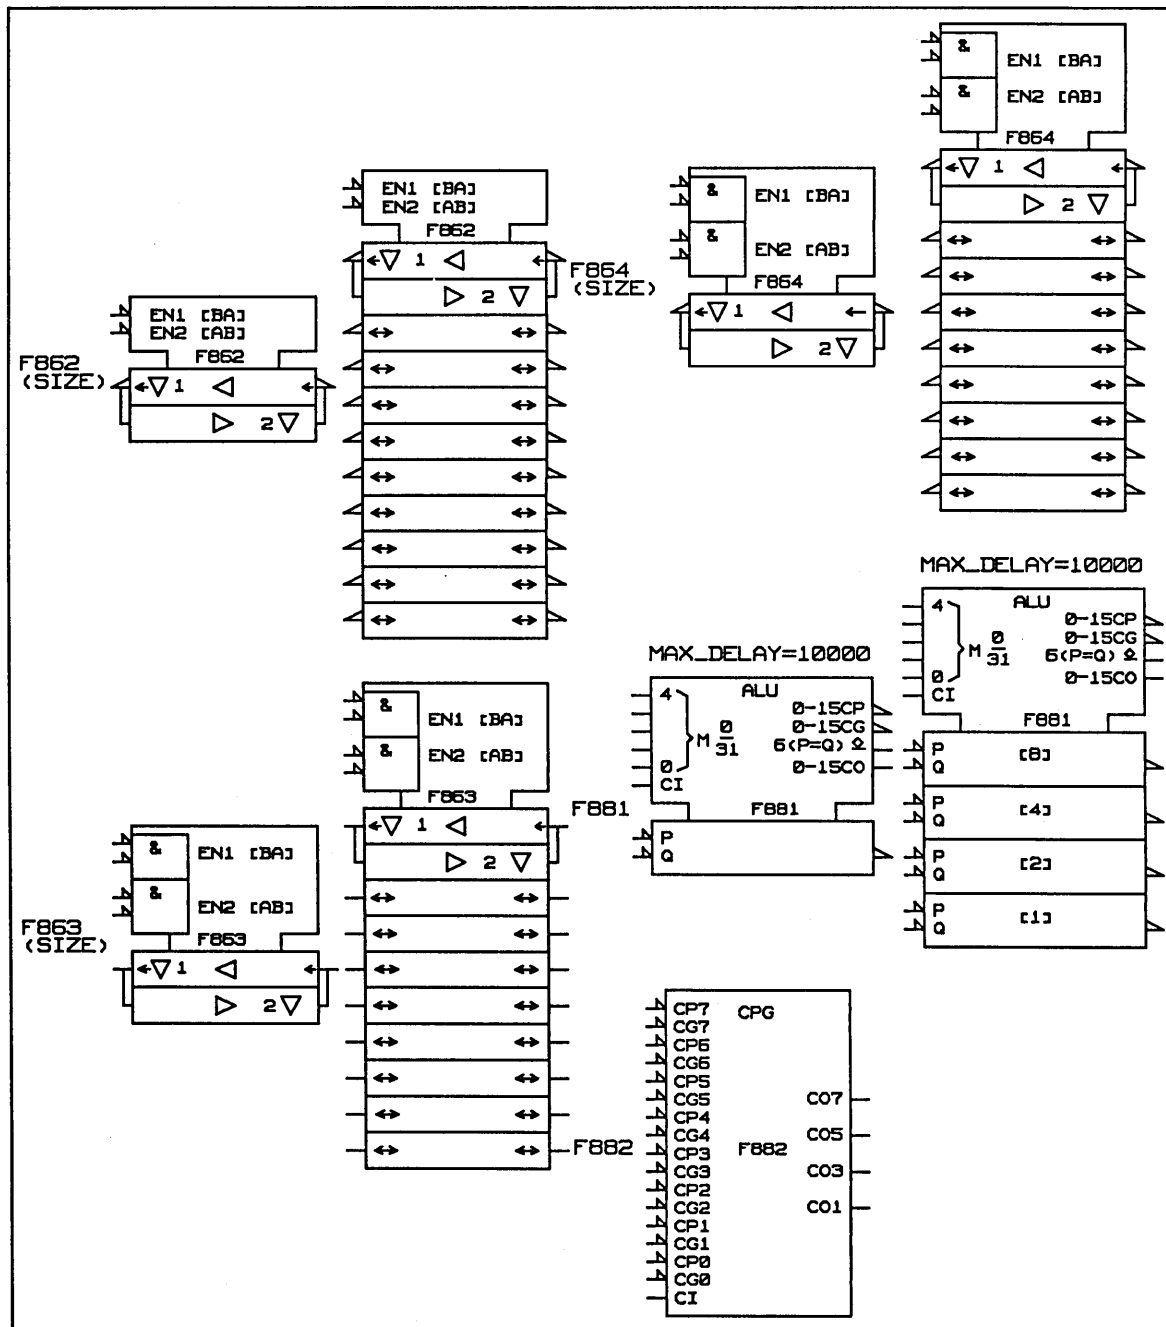 &
EN1 [BA]
&
EN2 [AB]
F864
1
2
EN1 [BA]
EN2 [AB]
F862
1
2
F864
(SIZE)
&
EN1 [BA]
&
EN2 [AB]
F864
1
2
F862
(SIZE)
EN1 [BA]
EN2 [AB]
F862
1
2
MAX_DELAY=10000
ALU
4
0
CI
M 0
31
0-15CP
0-15CG
6(P=Q)
0-15CO
F881
P
Q
[8]
P
Q
[4]
P
Q
[2]
P
Q
[1]
F881
MAX_DELAY=10000
ALU
4
0
CI
M 0
31
0-15CP
0-15CG
6(P=Q)
0-15CO
F881
P
Q
&
EN1 [BA]
&
EN2 [AB]
F863
1
2
F863
(SIZE)
&
EN1 [BA]
&
EN2 [AB]
F863
1
2
F882
CPG
F882
CP7
CG7
CP6
CG6
CP5
CG5
CP4
CG4
CP3
CG3
CP2
CG2
CP1
CG1
CP0
CG0
CI
CO7
CO5
CO3
CO1